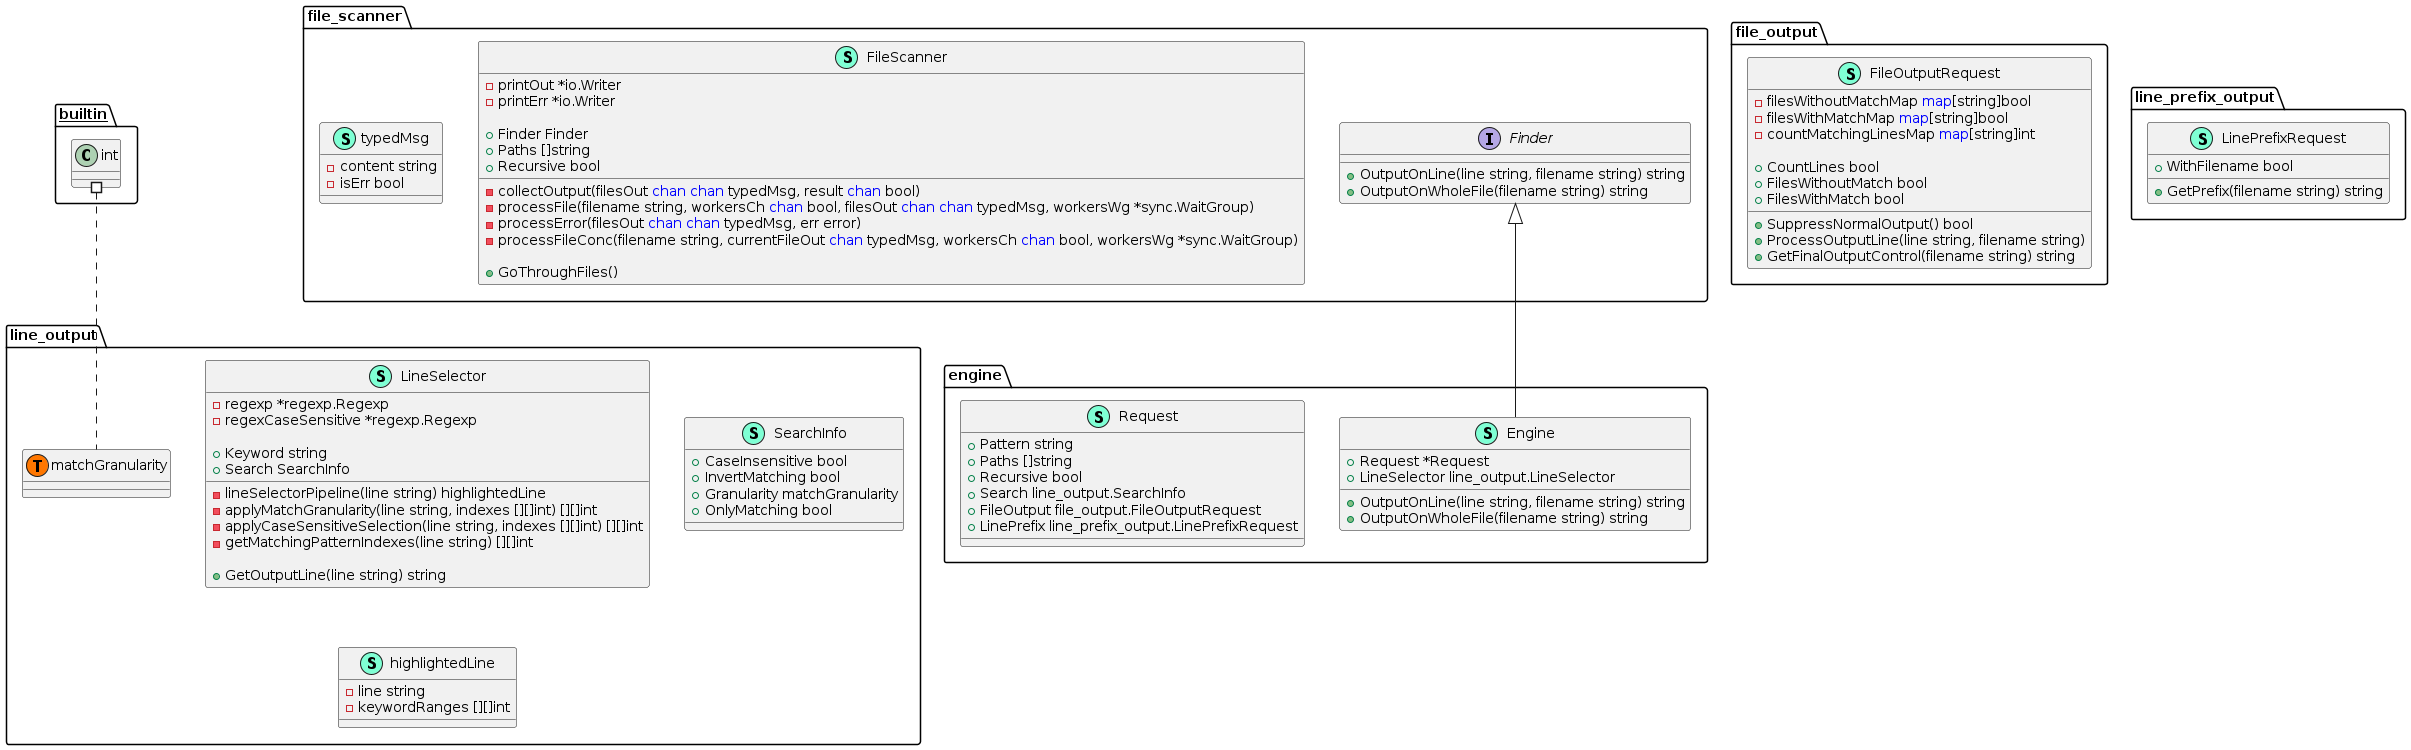 builtin
C int
file_scanner
S typedMsg
content string
isErr bool
S FileScanner
printOut *io.Writer
printErr *io.Writer
Finder Finder
Paths []string
Recursive bool
collectOutput(filesOut chan chan typedMsg, result chan bool)
processFile(filename string, workersCh chan bool, filesOut chan chan typedMsg, workersWg *sync.WaitGroup)
processError(filesOut chan chan typedMsg, err error)
processFileConc(filename string, currentFileOut chan typedMsg, workersCh chan bool, workersWg *sync.WaitGroup)
GoThroughFiles()
I Finder
OutputOnLine(line string, filename string) string
OutputOnWholeFile(filename string) string
file_output
S FileOutputRequest
filesWithoutMatchMap map[string]bool
filesWithMatchMap map[string]bool
countMatchingLinesMap map[string]int
CountLines bool
FilesWithoutMatch bool
FilesWithMatch bool
SuppressNormalOutput() bool
ProcessOutputLine(line string, filename string)
GetFinalOutputControl(filename string) string
line_prefix_output
S LinePrefixRequest
WithFilename bool
GetPrefix(filename string) string
line_output
T matchGranularity
S LineSelector
regexp *regexp.Regexp
regexCaseSensitive *regexp.Regexp
Keyword string
Search SearchInfo
lineSelectorPipeline(line string) highlightedLine
applyMatchGranularity(line string, indexes [][]int) [][]int
applyCaseSensitiveSelection(line string, indexes [][]int) [][]int
getMatchingPatternIndexes(line string) [][]int
GetOutputLine(line string) string
S SearchInfo
CaseInsensitive bool
InvertMatching bool
Granularity matchGranularity
OnlyMatching bool
S highlightedLine
line string
keywordRanges [][]int
engine
S Request
Pattern string
Paths []string
Recursive bool
Search line_output.SearchInfo
FileOutput file_output.FileOutputRequest
LinePrefix line_prefix_output.LinePrefixRequest
S Engine
Request *Request
LineSelector line_output.LineSelector
OutputOnLine(line string, filename string) string
OutputOnWholeFile(filename string) string